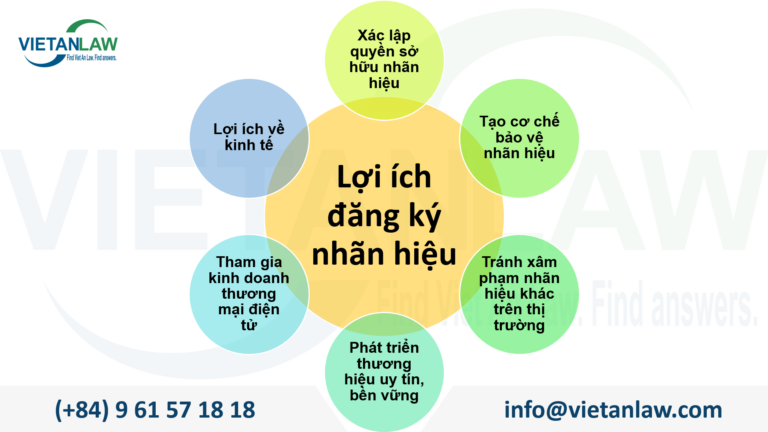 VIETANLAW
Find Viet An Law. Find answers.
Xác lập
quyền sở
hữu nhãn
hiệu
Tạo cơ chế
bảo vệ
nhãn hiệu
Tránh xâm
phạm nhãn
hiệu khác
trên thị
trường
Phát triển
thương
hiệu uy tín,
bền vững
Tham gia
kinh doanh
thương
mại điện
tử
Lợi ích về
kinh tế
Lợi ích
đăng ký
nhãn hiệu
VIETANLAW
Find Viet An Law. Find answers.
(+84) 9 61 57 18 18
info@vietanlaw.com